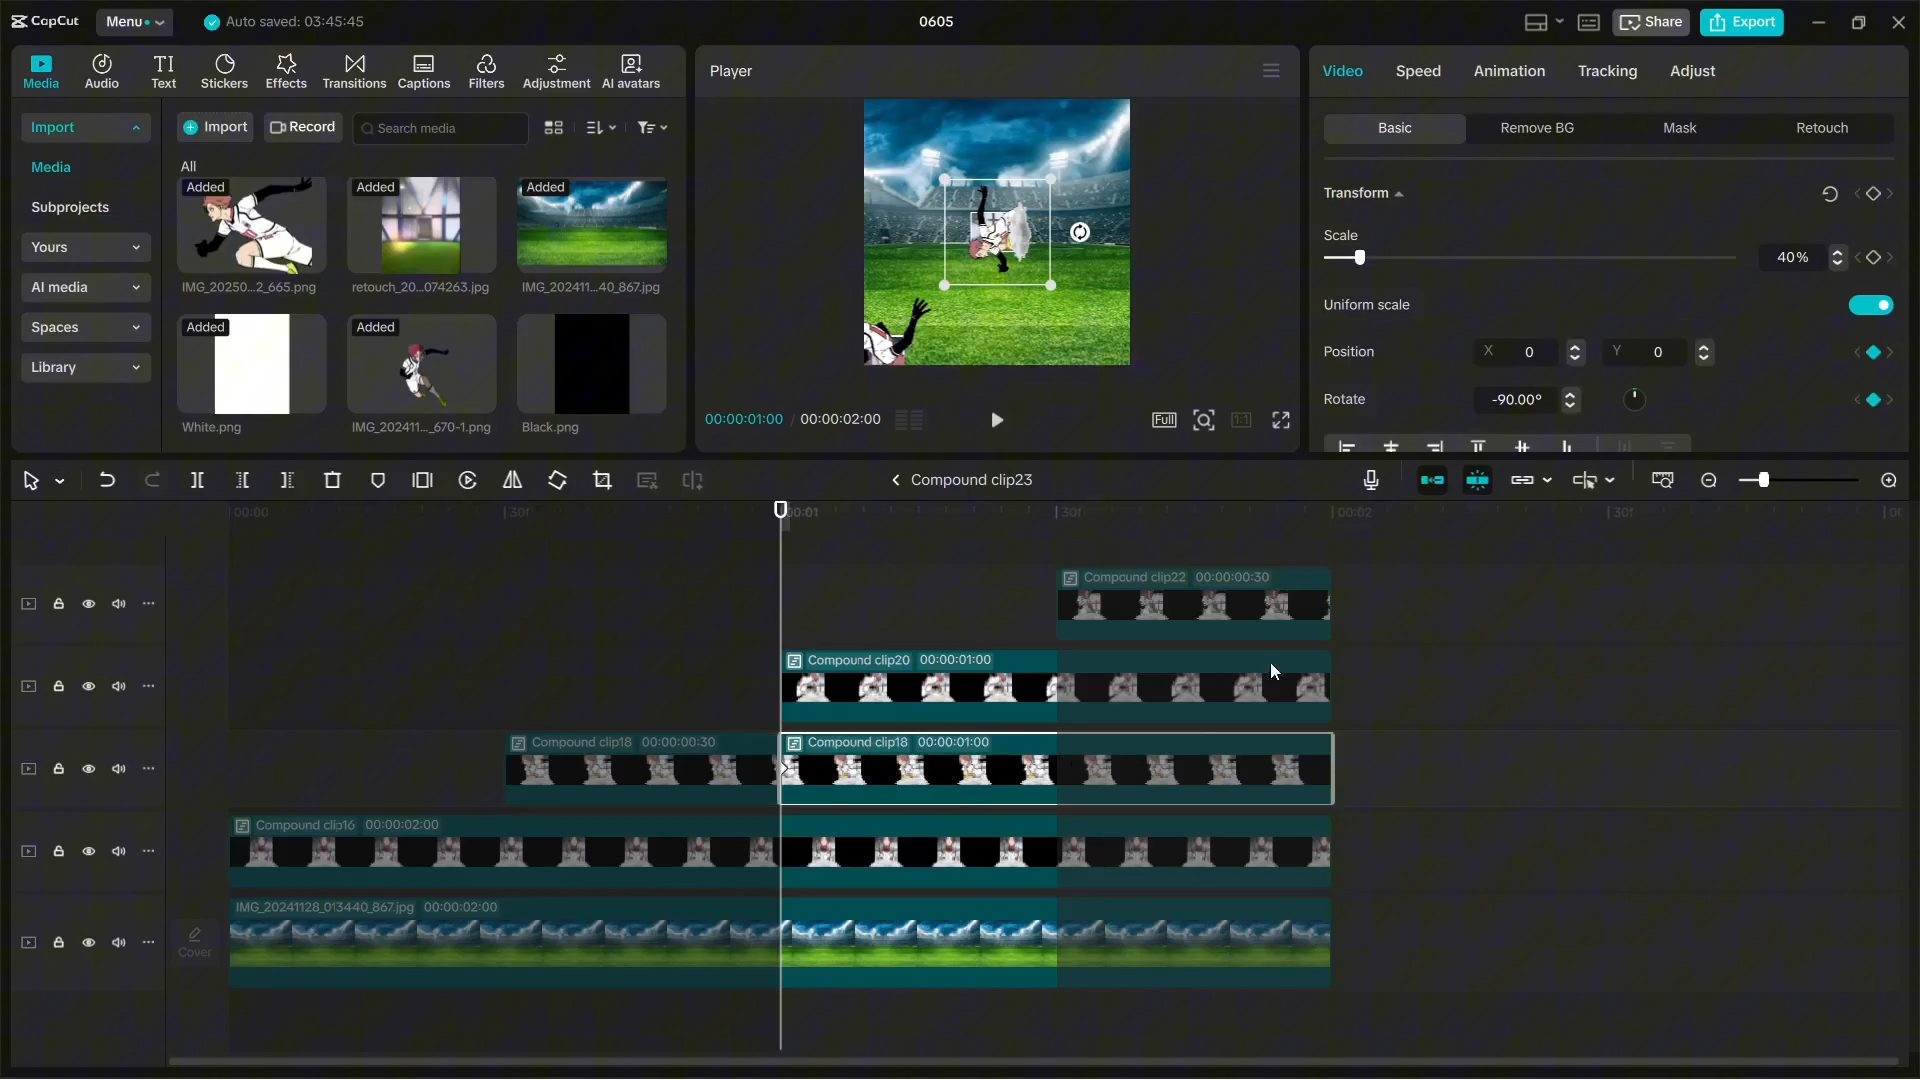 CapCut
Menu
Auto saved: 03:45:45
0605
Share
Export
Media
Audio
Text
Stickers
Effects
Transitions
Captions
Filters
Adjustment
AI avatars
Import
Media
Subprojects
Yours
AI media
Spaces
Library
Import
Record
Search media
All
Added
IMG_20250...2_665.png
Added
retouch_20...074263.jpg
Added
IMG_202411...40_867.jpg
Added
White.png
Added
IMG_202411..._670-1.png
Black.png
Player
00:00:01:00 / 00:00:02:00
Full
1:1
Video
Speed
Animation
Tracking
Adjust
Basic
Remove BG
Mask
Retouch
Transform
Scale
40%
Uniform scale
Position
X 0
Y 0
Rotate
-90.00°
Compound clip23
00:00
30f
00:01
30f
00:02
30f
Compound clip22 00:00:00:30
Compound clip20 00:00:01:00
Compound clip18 00:00:00:30
Compound clip18 00:00:01:00
Compound clip16 00:00:02:00
IMG_20241128_013440_867.jpg 00:00:02:00
Cover